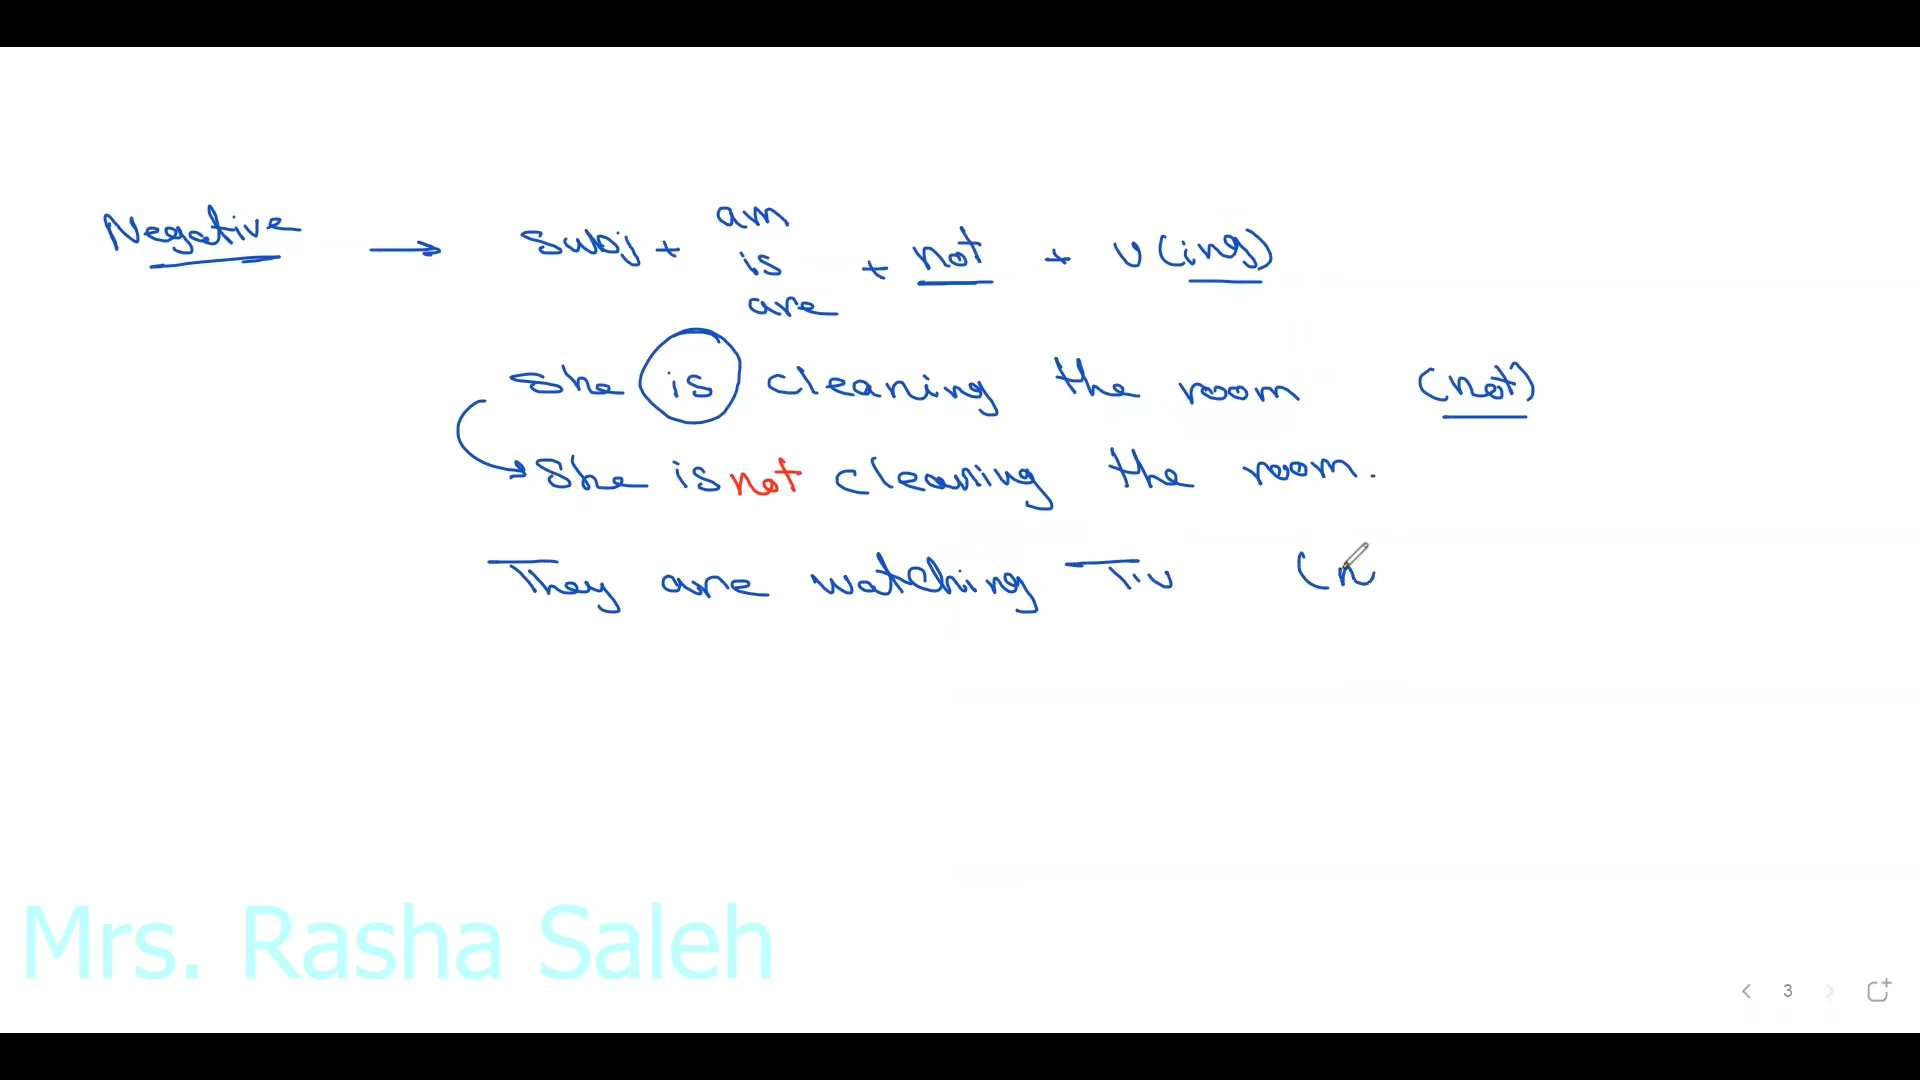 Negative → Subj + am
is
are + not + v (ing)
She is cleaning the room (not)
She is not cleaning the room.
They are watching T.v (n
Mrs. Rasha Saleh
3